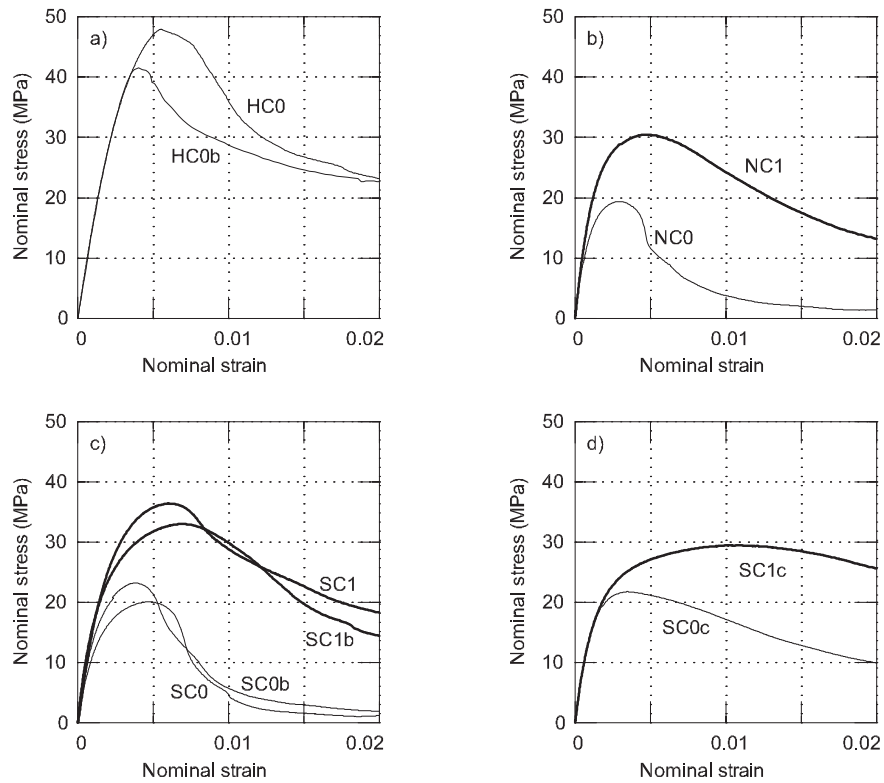 a)
50
40
30
20
10
0
Nominal stress (MPa)
HC0
HC0b
0
0.01
0.02
Nominal strain
b)
50
40
30
20
10
0
Nominal stress (MPa)
NC1
NC0
0
0.01
0.02
Nominal strain
c)
50
40
30
20
10
0
Nominal stress (MPa)
SC1
SC1b
SC0
SC0b
0
0.01
0.02
Nominal strain
d)
50
40
30
20
10
0
Nominal stress (MPa)
SC1c
SC0c
0
0.01
0.02
Nominal strain